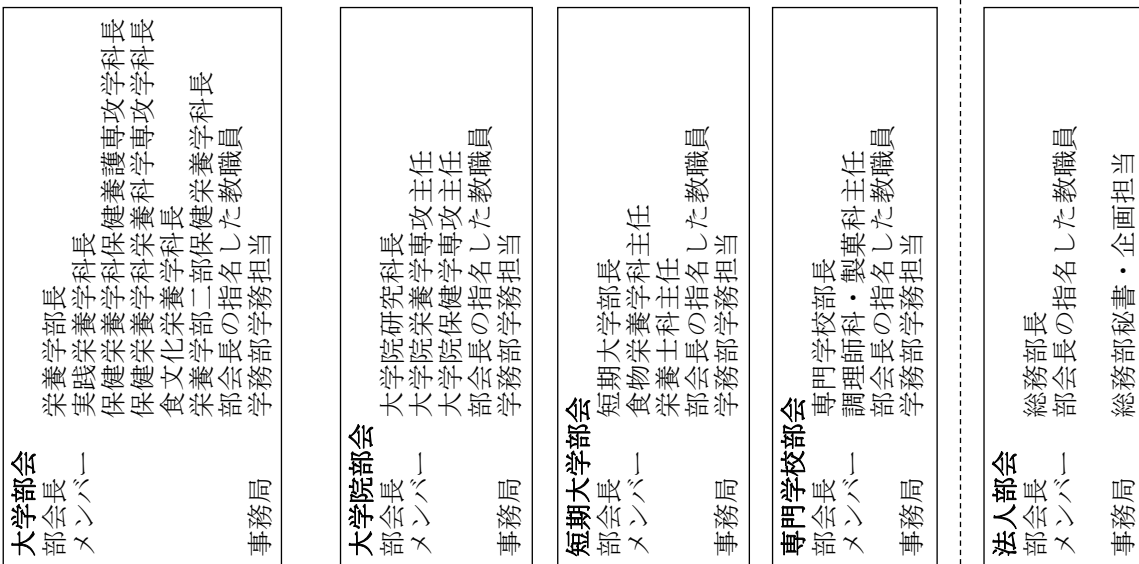 大学部会
部会長 栄養学部長
メンバー 実践栄養学科長
保健栄養学科保健養護専攻学科長
保健栄養学科栄養科学専攻学科長
食文化栄養学科長
栄養学部二部保健栄養学科長
部会長の指名した教職員
事務局 学務部学務担当
大学院部会
部会長 大学院研究科長
メンバー 大学院栄養学専攻主任
大学院保健学専攻主任
部会長の指名した教職員
事務局 学務部学務担当
短期大学部会
部会長 短期大学部長
メンバー 食物栄養学科主任
栄養士科主任
部会長の指名した教職員
事務局 学務部学務担当
専門学校部会
部会長 専門学校部長
メンバー 調理師科・製菓科主任
部会長の指名した教職員
事務局 学務部学務担当
法人部会
部会長 総務部長
メンバー 部会長の指名した教職員
事務局 総務部秘書・企画担当